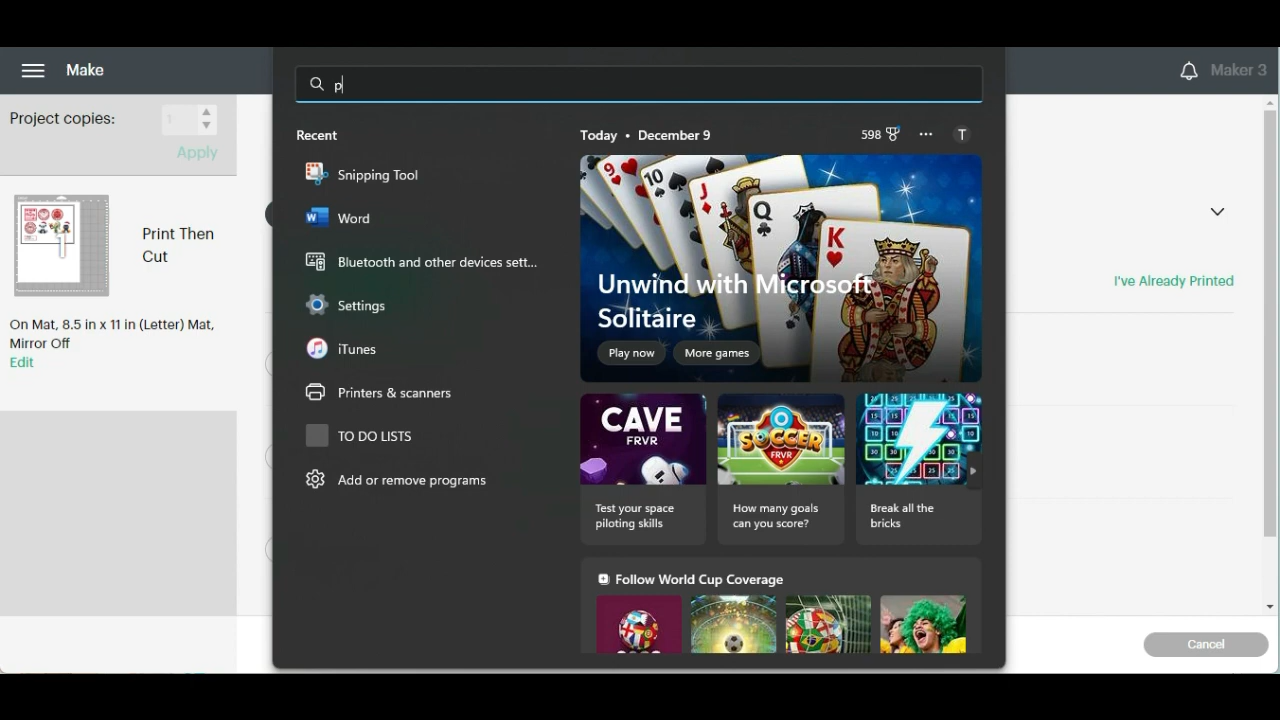 Make
Maker 3
Project copies:
1
Apply
Print Then
Cut
On Mat, 8.5 in x 11 in (Letter) Mat,
Mirror Off
Edit
p
Recent
Snipping Tool
Word
Bluetooth and other devices sett...
Settings
iTunes
Printers & scanners
TO DO LISTS
Add or remove programs
Today • December 9
598
T
9
10
J
Q
K
Unwind with Microsoft
Solitaire
Play now
More games
CAVE
FRVR
Test your space
piloting skills
SOCCER
FRVR
How many goals
can you score?
Break all the
bricks
Follow World Cup Coverage
I've Already Printed
Cancel